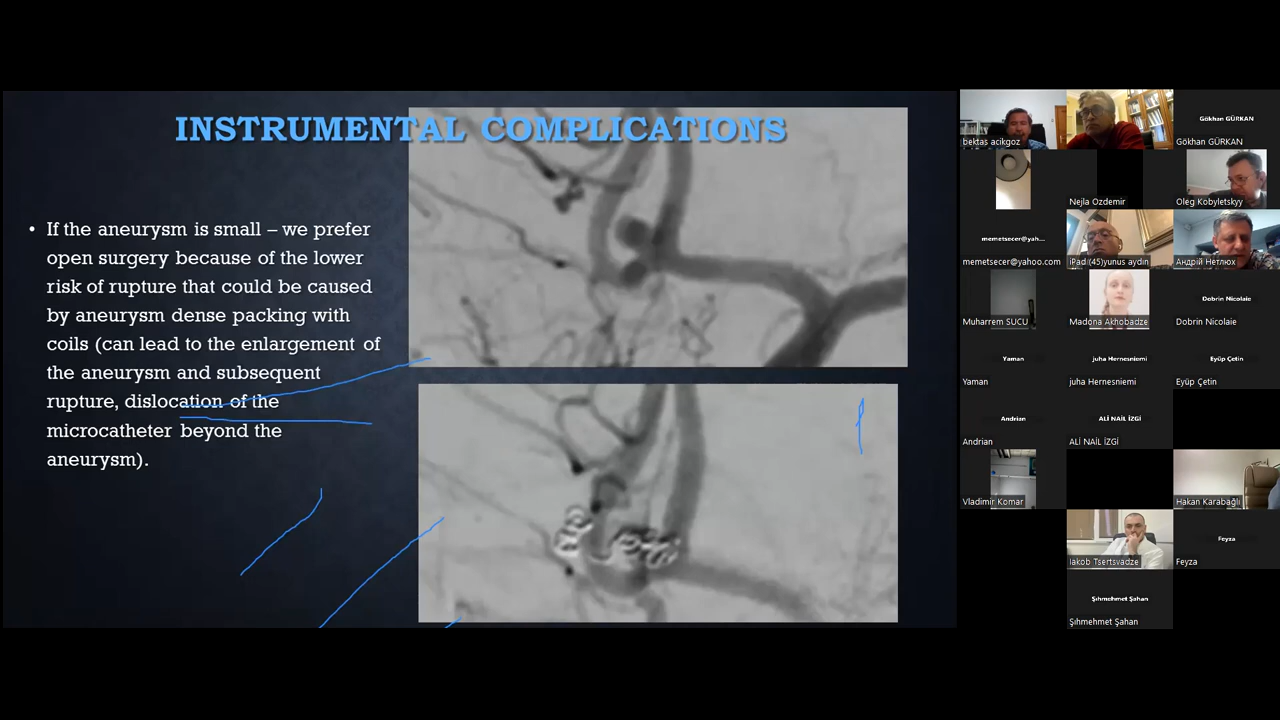 INSTRUMENTAL COMPLICATIONS
• If the aneurysm is small – we prefer
open surgery because of the lower
risk of rupture that could be caused
by aneurysm dense packing with
coils (can lead to the enlargement of
the aneurysm and subsequent
rupture, dislocation of the
microcatheter beyond the
aneurysm).
bektas acikgoz
Gökhan GÜRKAN
Gökhan GÜRKAN
Nejla Ozdemir
Oleg Kobyletskyy
memetsecer@yah...
memetsecer@yahoo.com
iPad (45)yunus aydin
Андрій Нетлюх
Muharrem SUCU
Madona Akhobadze
Dobrin Nicolaie
Dobrin Nicolaie
Yaman
Yaman
juha Hernesniemi
juha Hernesniemi
Eyüp Çetin
Eyüp Çetin
Andrian
Andrian
ALİ NAİL İZGİ
ALİ NAİL İZGİ
Vladimir Komar
Hakan Karabağlı
Iakob Tsertsvadze
Feyza
Feyza
Şıhmehmet Şahan
Şıhmehmet Şahan